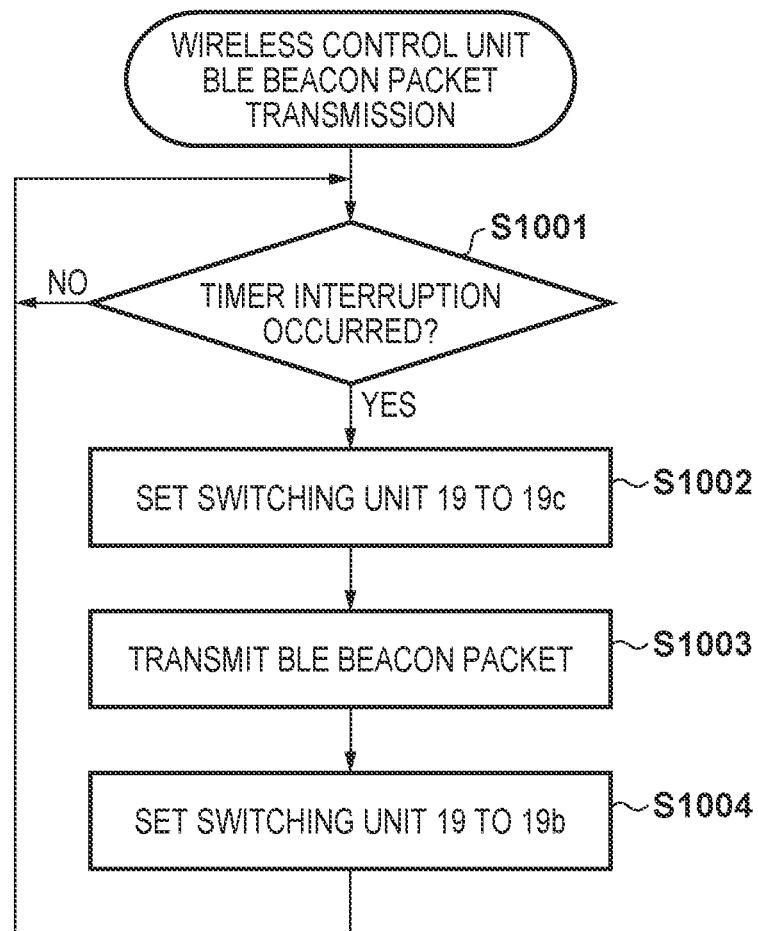 WIRELESS CONTROL UNIT
BLE BEACON PACKET
TRANSMISSION
S1001
NO
TIMER INTERRUPTION
OCCURRED?
YES
SET SWITCHING UNIT 19 TO 19c
S1002
TRANSMIT BLE BEACON PACKET
S1003
SET SWITCHING UNIT 19 TO 19b
S1004